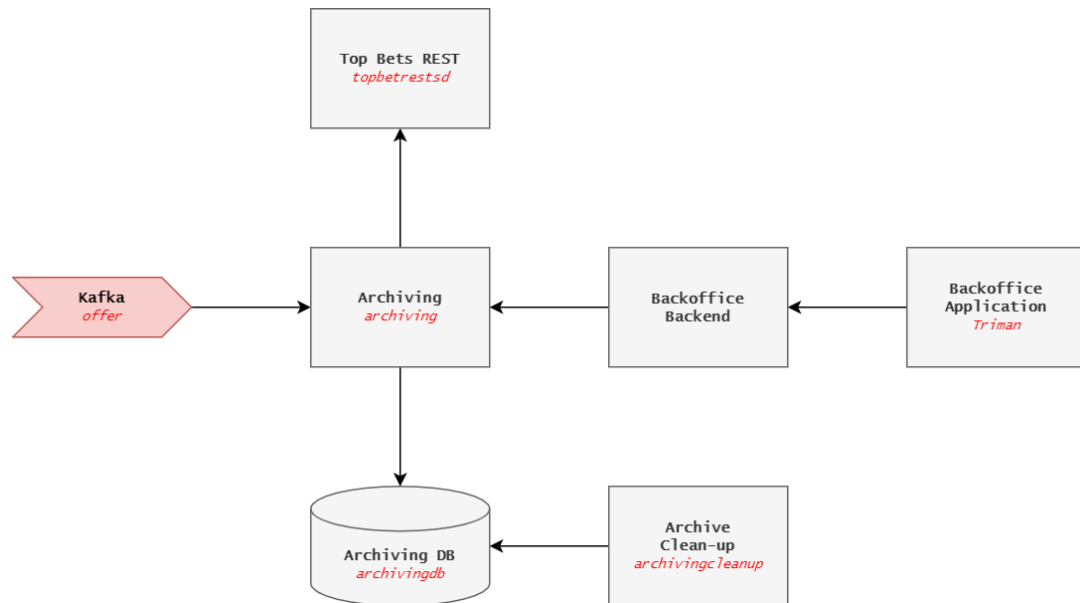 Top Bets REST
topbetrestsd
Kafka
offer
Archiving
archiving
Backoffice
Backend
Backoffice
Application
Triman
Archiving DB
archivingdb
Archive
Clean-up
archivingcleanup